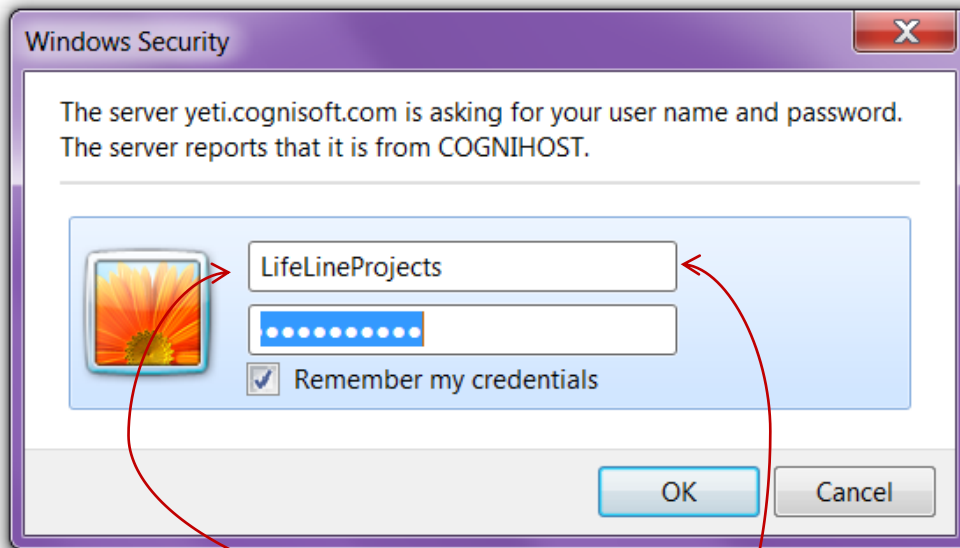 Windows Security
The server yeti.cognisoft.com is asking for your user name and password.
The server reports that it is from COGNIHOST.
LifeLineProjects
Remember my credentials
OK
Cancel